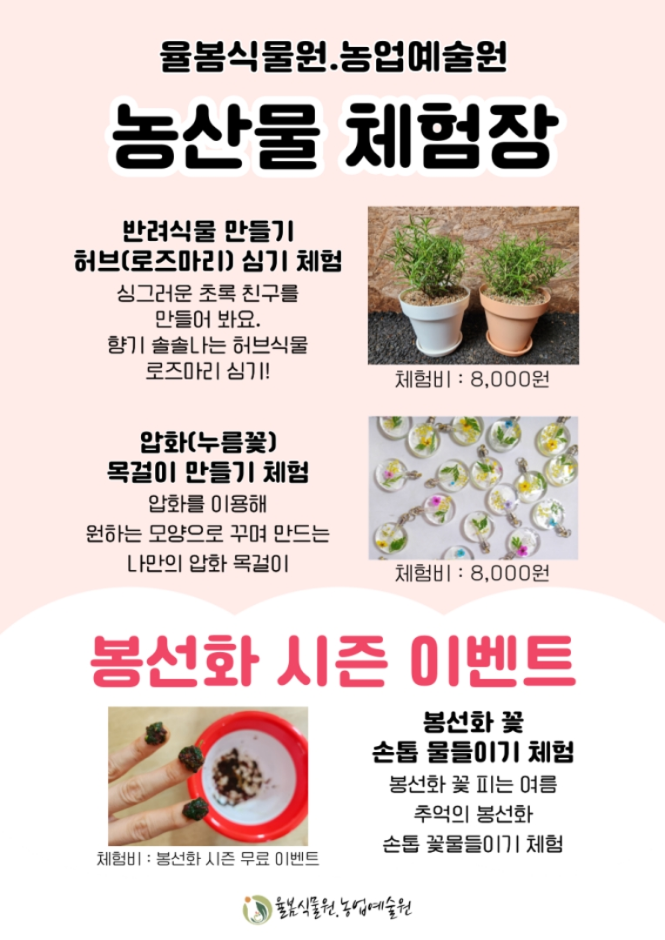 율봄식물원.농업예술원
농산물 체험장
반려식물 만들기
허브(로즈마리) 심기 체험
싱그러운 초록 친구를
만들어 봐요.
향기 솔솔나는 허브식물
로즈마리 심기!
체험비 : 8,000원
압화(누름꽃)
목걸이 만들기 체험
압화를 이용해
원하는 모양으로 꾸며 만드는
나만의 압화 목걸이
체험비 : 8,000원
봉선화 시즌 이벤트
봉선화 꽃
손톱 물들이기 체험
봉선화 꽃 피는 여름
추억의 봉선화
손톱 꽃물들이기 체험
체험비 : 봉선화 시즌 무료 이벤트
율봄식물원.농업예술원